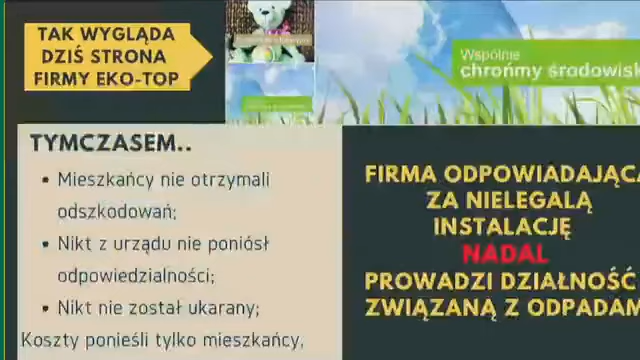 TAK WYGLĄDA
DZIŚ STRONA
FIRMY EKO-TOP
Wspólnie
chrońmy środowisk
TYMCZASEM..
• Mieszkańcy nie otrzymali
odszkodowań;
• Nikt z urzędu nie poniósł
odpowiedzialności;
• Nikt nie został ukarany;
Koszty ponieśli tylko mieszkańcy.
FIRMA ODPOWIADAJĄCA
ZA NIELEGALĄ
INSTALACJĘ
NADAL
PROWADZI DZIAŁNOŚĆ
ZWIĄZANĄ Z ODPADAM